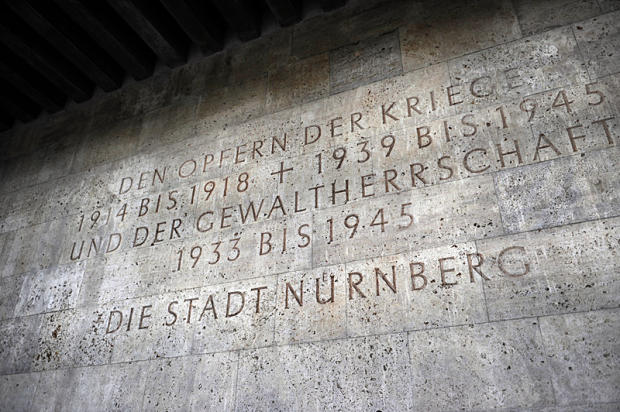 DEN OPFERN DER KRIEGE
1914 BIS 1918 + 1939 BIS 1945
UND DER GEWALTHERRSCHAFT
1933 BIS 1945
DIE STADT NÜRNBERG